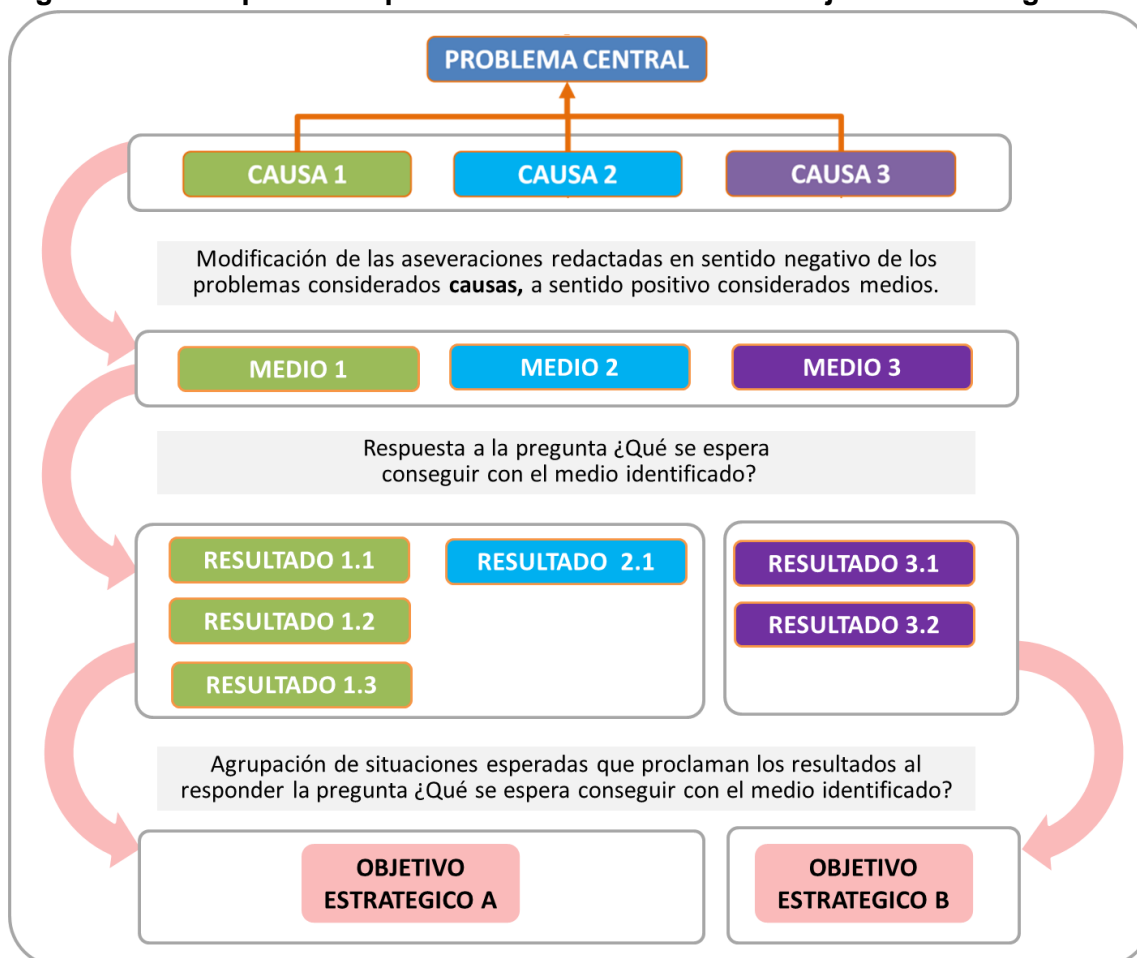 PROBLEMA CENTRAL
CAUSA 1
CAUSA 2
CAUSA 3
Modificación de las aseveraciones redactadas en sentido negativo de los
problemas considerados causas, a sentido positivo considerados medios.
MEDIO 1
MEDIO 2
MEDIO 3
Respuesta a la pregunta ¿Qué se espera
conseguir con el medio identificado?
RESULTADO 1.1
RESULTADO 2.1
RESULTADO 3.1
RESULTADO 1.2
RESULTADO 3.2
RESULTADO 1.3
Agrupación de situaciones esperadas que proclaman los resultados al
responder la pregunta ¿Qué se espera conseguir con el medio identificado?
OBJETIVO
ESTRATEGICO A
OBJETIVO
ESTRATEGICO B